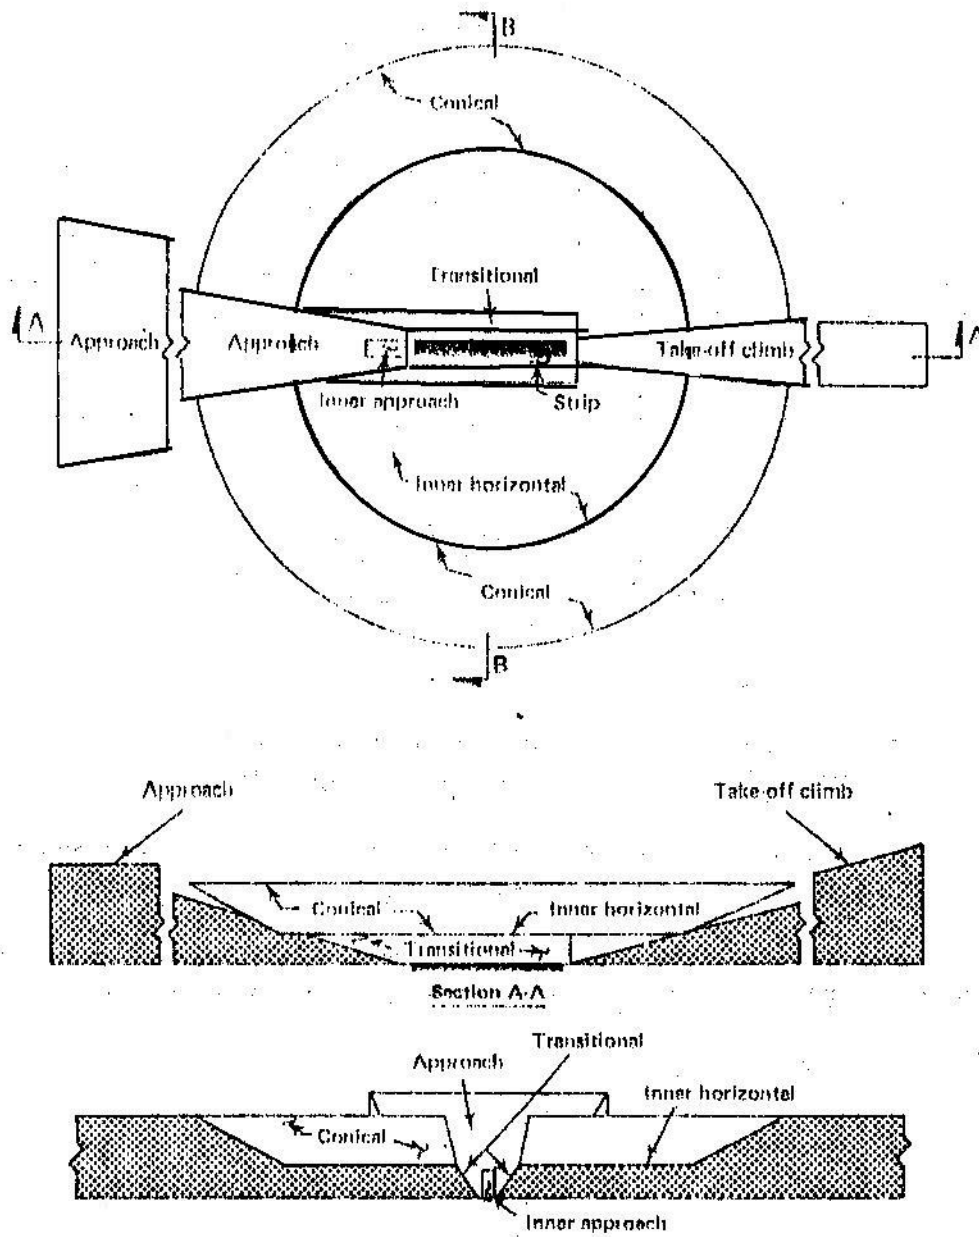 B
Conical
Transitional
A
Approach
Approach
Take-off climb
A
Inner approach
Strip
Inner horizontal
Conical
B
Approach
Take-off climb
Conical
Inner horizontal
Transitional
Section A-A
Transitional
Approach
Inner horizontal
Conical
Inner approach